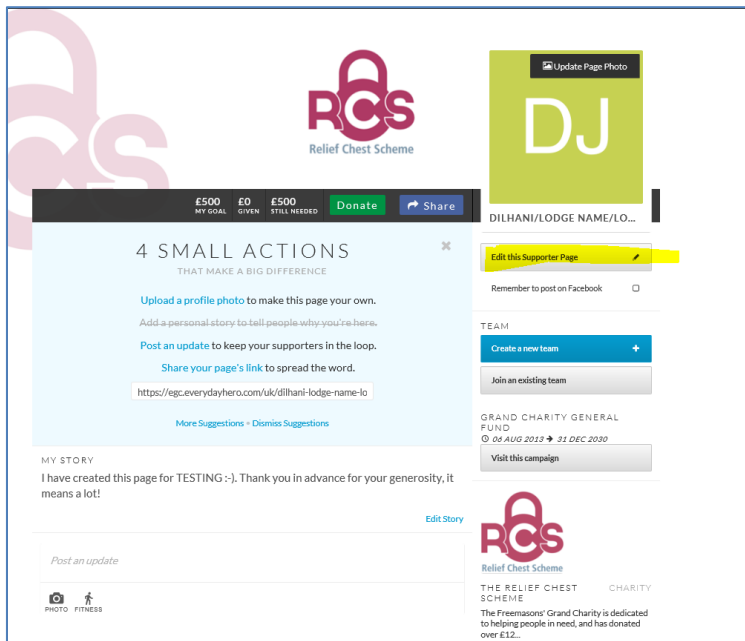 RCS
Relief Chest Scheme
Update Page Photo
DJ
£500 £0 £500
MY GOAL GIVEN STILL NEEDED
Donate
Share
DILHANI/LODGE NAME/LO...
4 SMALL ACTIONS
THAT MAKE A BIG DIFFERENCE
Upload a profile photo to make this page your own.
Add a personal story to tell people why you're here.
Post an update to keep your supporters in the loop.
Share your page's link to spread the word.
https://egc.everydayhero.com/uk/dilhani-lodge-name-lo
More Suggestions • Dismiss Suggestions
MY STORY
I have created this page for TESTING :-). Thank you in advance for your generosity, it
means a lot!
Edit Story
Post an update
PHOTO FITNESS
Edit this Supporter Page
Remember to post on Facebook
TEAM
Create a new team
Join an existing team
GRAND CHARITY GENERAL
FUND
06 AUG 2013 → 31 DEC 2030
Visit this campaign
RCS
Relief Chest Scheme
THE RELIEF CHEST CHARITY
SCHEME
The Freemasons' Grand Charity is dedicated
to helping people in need, and has donated
over £12...